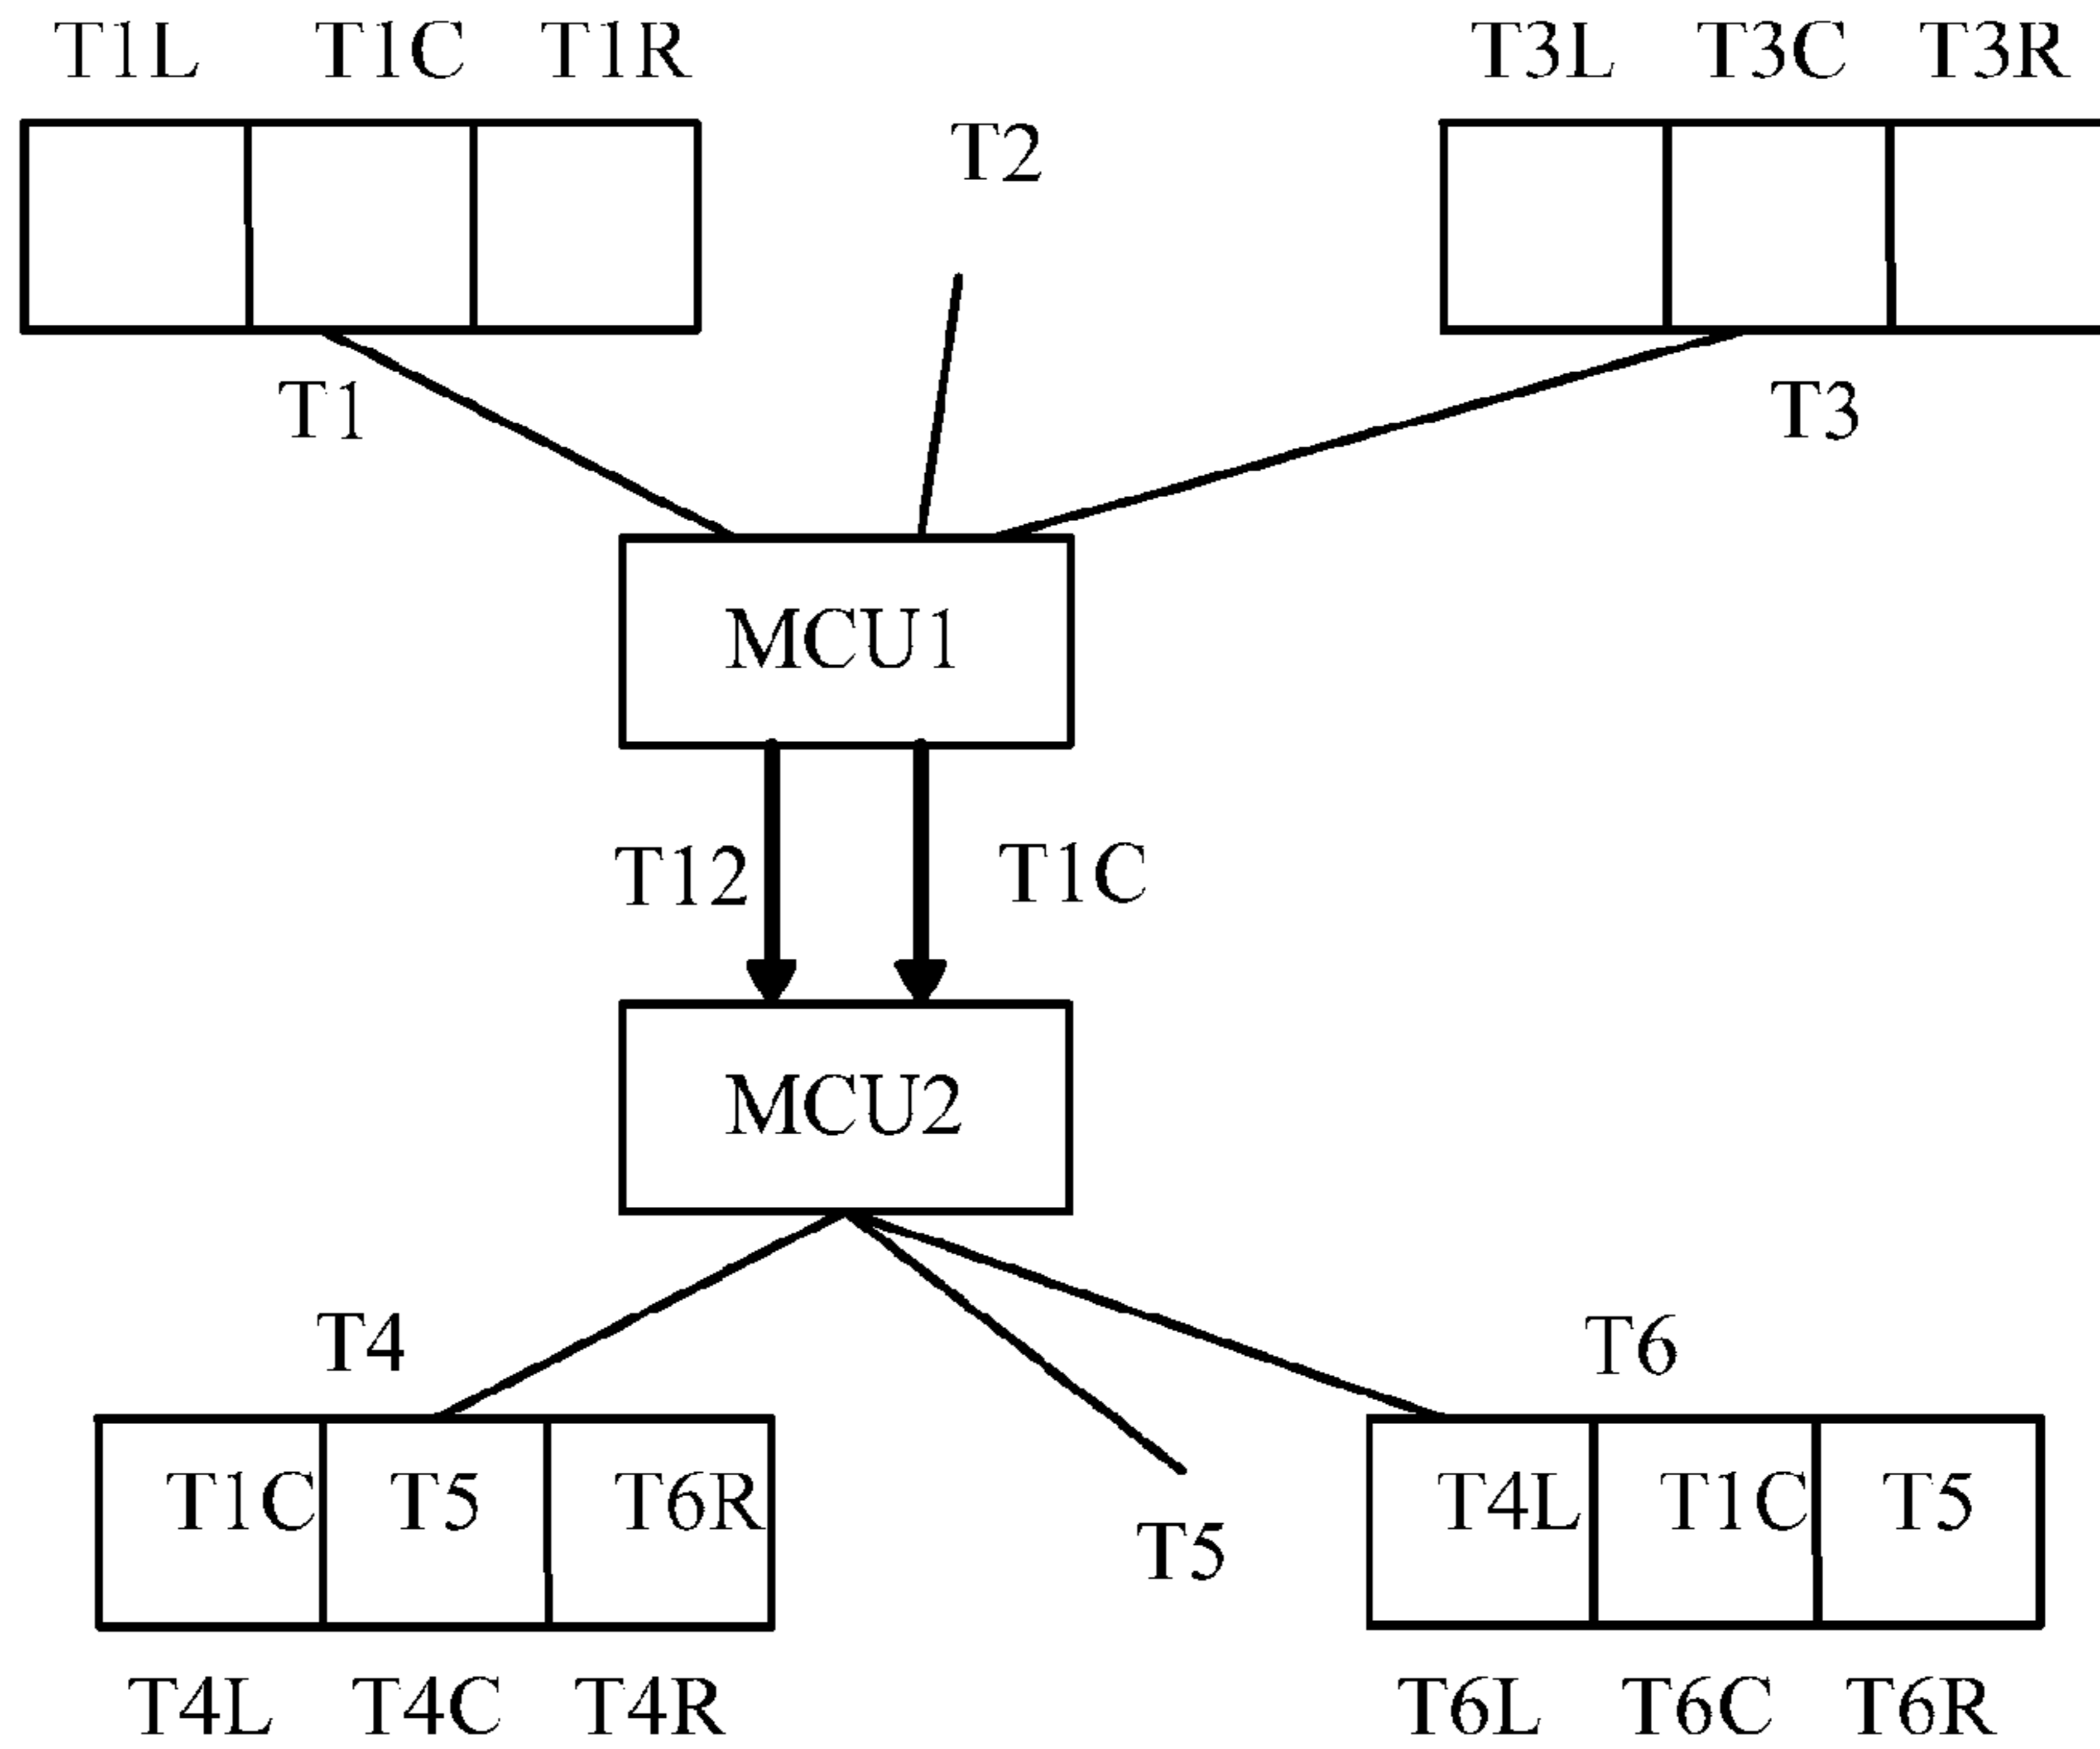 T1L T1C T1R T3L T3C T3R
T2
T1 T3
MCU1
T12 T1C
MCU2
T4 T6
T1C T5 T6R T4L T1C T5
T5
T4L T4C T4R T6L T6C T6R